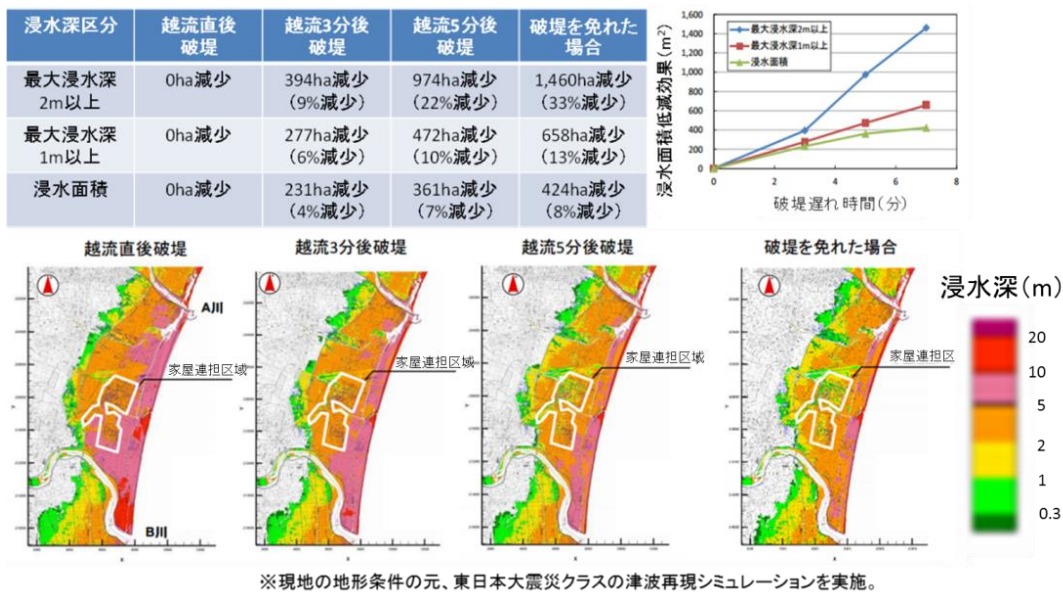 浸水深区分
越流直後
破堤
越流3分後
破堤
越流5分後
破堤
破堤を免れた
場合
最大浸水深
2m以上
0ha減少
394ha減少
(9%減少)
974ha減少
(22%減少)
1,460ha減少
(33%減少)
最大浸水深
1m以上
0ha減少
277ha減少
(6%減少)
472ha減少
(10%減少)
658ha減少
(13%減少)
浸水面積
0ha減少
231ha減少
(4%減少)
361ha減少
(7%減少)
424ha減少
(8%減少)
浸水面積低減効果(m²)
1,600
1,400
1,200
1,000
800
600
400
200
0
最大浸水深2m以上
最大浸水深1m以上
浸水面積
0
2
4
6
8
破堤遅れ時間(分)
越流直後破堤
越流3分後破堤
越流5分後破堤
破堤を免れた場合
A川
家屋連担区域
B川
家屋連担区域
家屋連担区域
家屋連担区
浸水深(m)
20
10
5
2
1
0.3
※現地の地形条件の元、東日本大震災クラスの津波再現シミュレーションを実施。